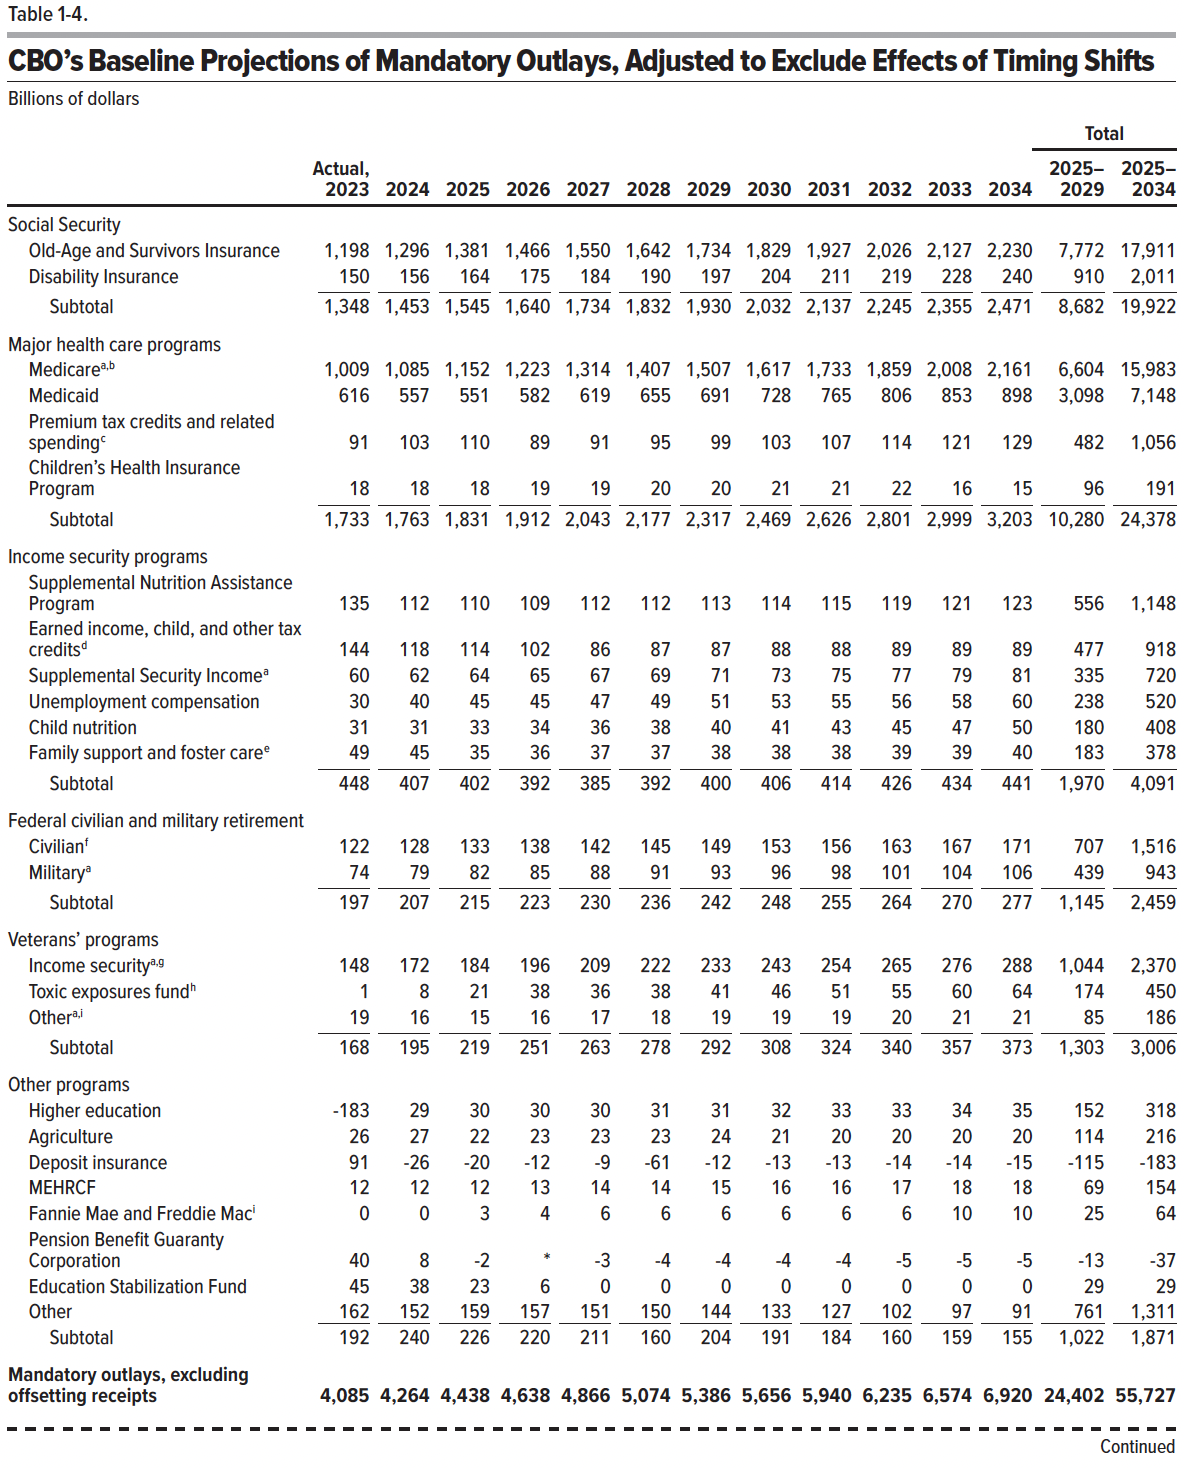 Table 1-4.
CBO’s Baseline Projections of Mandatory Outlays, Adjusted to Exclude Effects of Timing Shifts
Billions of dollars
Total
Actual, 2025– 2025–
2023 2024 2025 2026 2027 2028 2029 2030 2031 2032 2033 2034 2029 2034
Social Security
Old-Age and Survivors Insurance 1,198 1,296 1,381 1,466 1,550 1,642 1,734 1,829 1,927 2,026 2,127 2,230 7,772 17,911
Disability Insurance 150 156 164 175 184 190 197 204 211 219 228 240 910 2,011
Subtotal 1,348 1,453 1,545 1,640 1,734 1,832 1,930 2,032 2,137 2,245 2,355 2,471 8,682 19,922
Major health care programs
Medicare a,b 1,009 1,085 1,152 1,223 1,314 1,407 1,507 1,617 1,733 1,859 2,008 2,161 6,604 15,983
Medicaid 616 557 551 582 619 655 691 728 765 806 853 898 3,098 7,148
Premium tax credits and related
spending c 91 103 110 89 91 95 99 103 107 114 121 129 482 1,056
Children’s Health Insurance
Program 18 18 18 19 19 20 20 21 21 22 16 15 96 191
Subtotal 1,733 1,763 1,831 1,912 2,043 2,177 2,317 2,469 2,626 2,801 2,999 3,203 10,280 24,378
Income security programs
Supplemental Nutrition Assistance
Program 135 112 110 109 112 112 113 114 115 119 121 123 556 1,148
Earned income, child, and other tax
credits d 144 118 114 102 86 87 87 88 88 89 89 89 477 918
Supplemental Security Income a 60 62 64 65 67 69 71 73 75 77 79 81 335 720
Unemployment compensation 30 40 45 45 47 49 51 53 55 56 58 60 238 520
Child nutrition 31 31 33 34 36 38 40 41 43 45 47 50 180 408
Family support and foster care e 49 45 35 36 37 37 38 38 38 39 39 40 183 378
Subtotal 448 407 402 392 385 392 400 406 414 426 434 441 1,970 4,091
Federal civilian and military retirement
Civilian f 122 128 133 138 142 145 149 153 156 163 167 171 707 1,516
Military a 74 79 82 85 88 91 93 96 98 101 104 106 439 943
Subtotal 197 207 215 223 230 236 242 248 255 264 270 277 1,145 2,459
Veterans’ programs
Income security a,g 148 172 184 196 209 222 233 243 254 265 276 288 1,044 2,370
Toxic exposures fund h 1 8 21 38 36 38 41 46 51 55 60 64 174 450
Other a,i 19 16 15 16 17 18 19 19 19 20 21 21 85 186
Subtotal 168 195 219 251 263 278 292 308 324 340 357 373 1,303 3,006
Other programs
Higher education -183 29 30 30 30 31 31 32 33 33 34 35 152 318
Agriculture 26 27 22 23 23 23 24 21 20 20 20 20 114 216
Deposit insurance 91 -26 -20 -12 -9 -61 -12 -13 -13 -14 -14 -15 -115 -183
MEHRCF 12 12 12 13 14 14 15 16 16 17 18 18 69 154
Fannie Mae and Freddie Mac i 0 0 3 4 6 6 6 6 6 6 10 10 25 64
Pension Benefit Guaranty
Corporation 40 8 -2 * -3 -4 -4 -4 -4 -5 -5 -5 -13 -37
Education Stabilization Fund 45 38 23 6 0 0 0 0 0 0 0 0 29 29
Other 162 152 159 157 151 150 144 133 127 102 97 91 761 1,311
Subtotal 192 240 226 220 211 160 204 191 184 160 159 155 1,022 1,871
Mandatory outlays, excluding
offsetting receipts 4,085 4,264 4,438 4,638 4,866 5,074 5,386 5,656 5,940 6,235 6,574 6,920 24,402 55,727
Continued